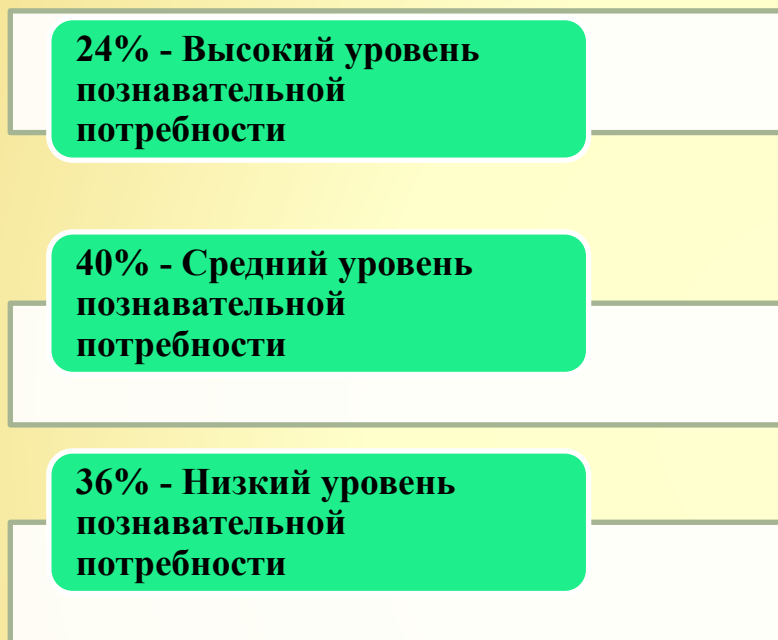 24% - Высокий уровень
познавательной
потребности
40% - Средний уровень
познавательной
потребности
36% - Низкий уровень
познавательной
потребности